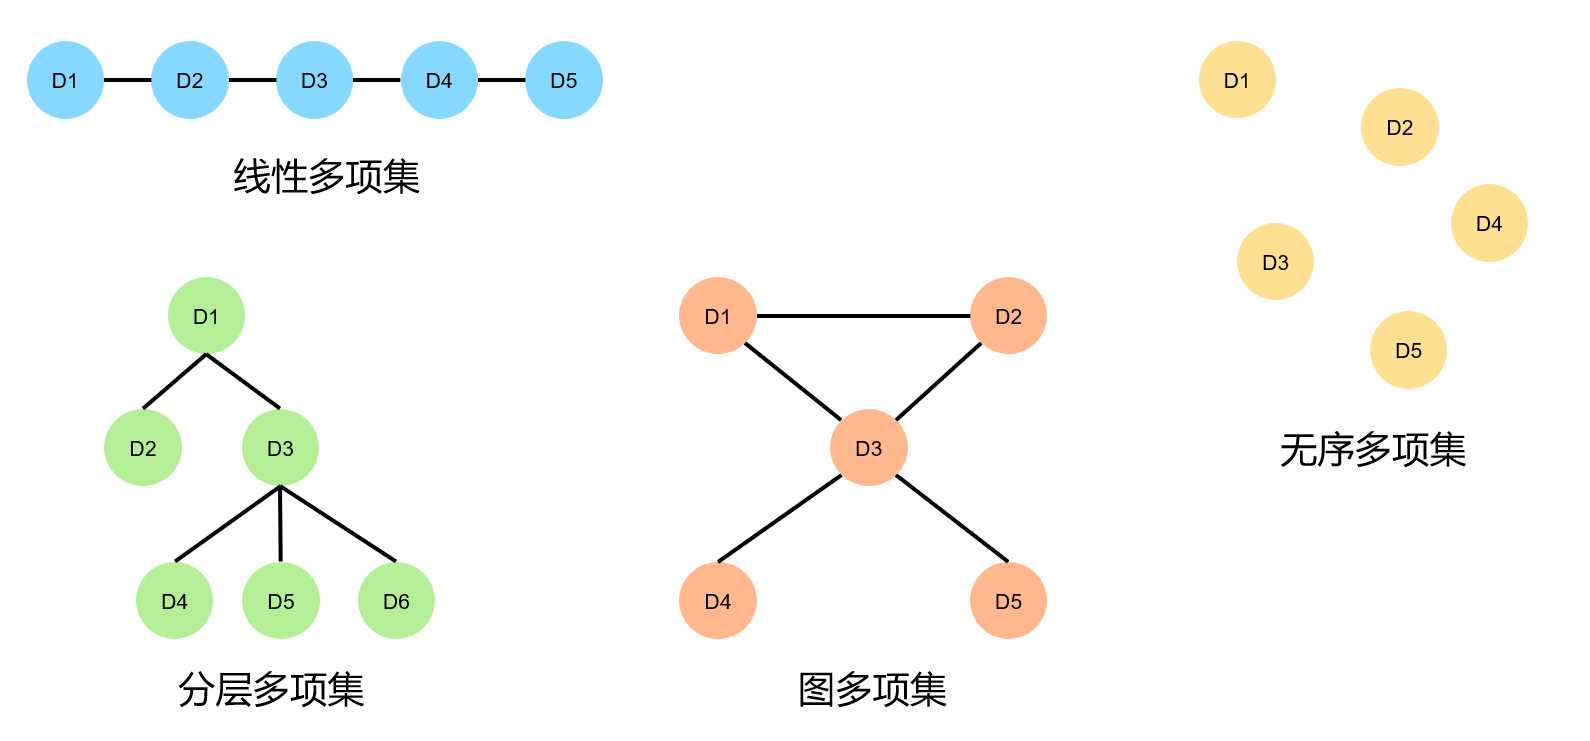 D1 D2 D3 D4 D5
线性多项集
D1
D2 D3
D4 D5 D6
分层多项集
D1 D2
D3
D4 D5
图多项集
D1
D2
D4
D3
D5
无序多项集